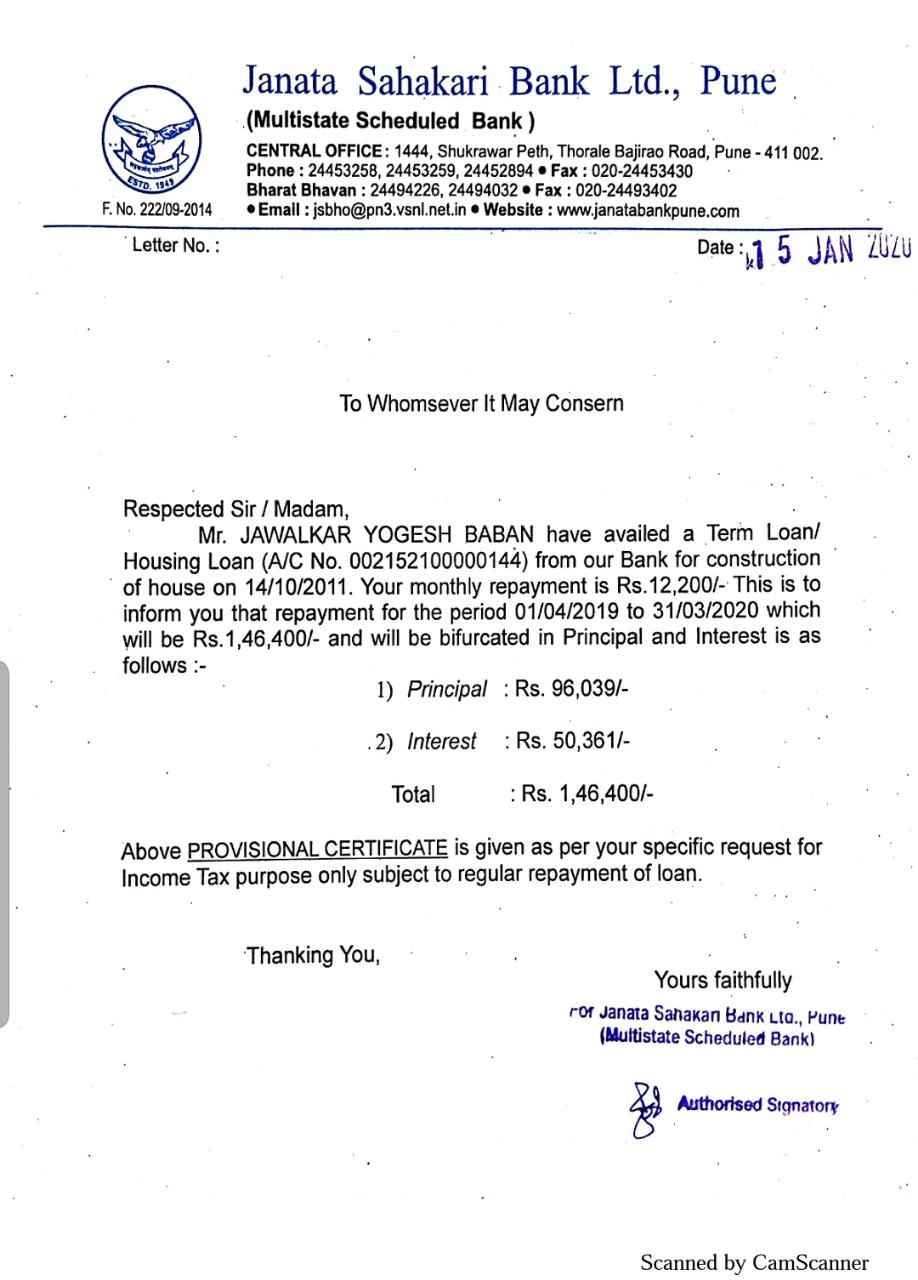 Janata Sahakari Bank Ltd., Pune
(Multistate Scheduled Bank )
CENTRAL OFFICE : 1444, Shukrawar Peth, Thorale Bajirao Road, Pune - 411 002.
Phone : 24453258, 24453259, 24452894 • Fax : 020-24453430
Bharat Bhavan : 24494226, 24494032 • Fax : 020-24493402
• Email : jsbho@pn3.vsnl.net.in • Website : www.janatabankpune.com
ESTD. 1949
F. No. 222/09-2014
Letter No. :
Date : 15 JAN 2020
To Whomsever It May Consern
Respected Sir / Madam,
Mr. JAWALKAR YOGESH BABAN have availed a Term Loan/
Housing Loan (A/C No. 002152100000144) from our Bank for construction
of house on 14/10/2011. Your monthly repayment is Rs.12,200/- This is to
inform you that repayment for the period 01/04/2019 to 31/03/2020 which
will be Rs.1,46,400/- and will be bifurcated in Principal and Interest is as
follows :-
1) Principal : Rs. 96,039/-
2) Interest : Rs. 50,361/-
Total : Rs. 1,46,400/-
Above PROVISIONAL CERTIFICATE is given as per your specific request for
Income Tax purpose only subject to regular repayment of loan.
Thanking You,
Yours faithfully
For Janata Sahakari Bank Ltd., Pune
(Multistate Scheduled Bank)
Authorised Signatory
Scanned by CamScanner